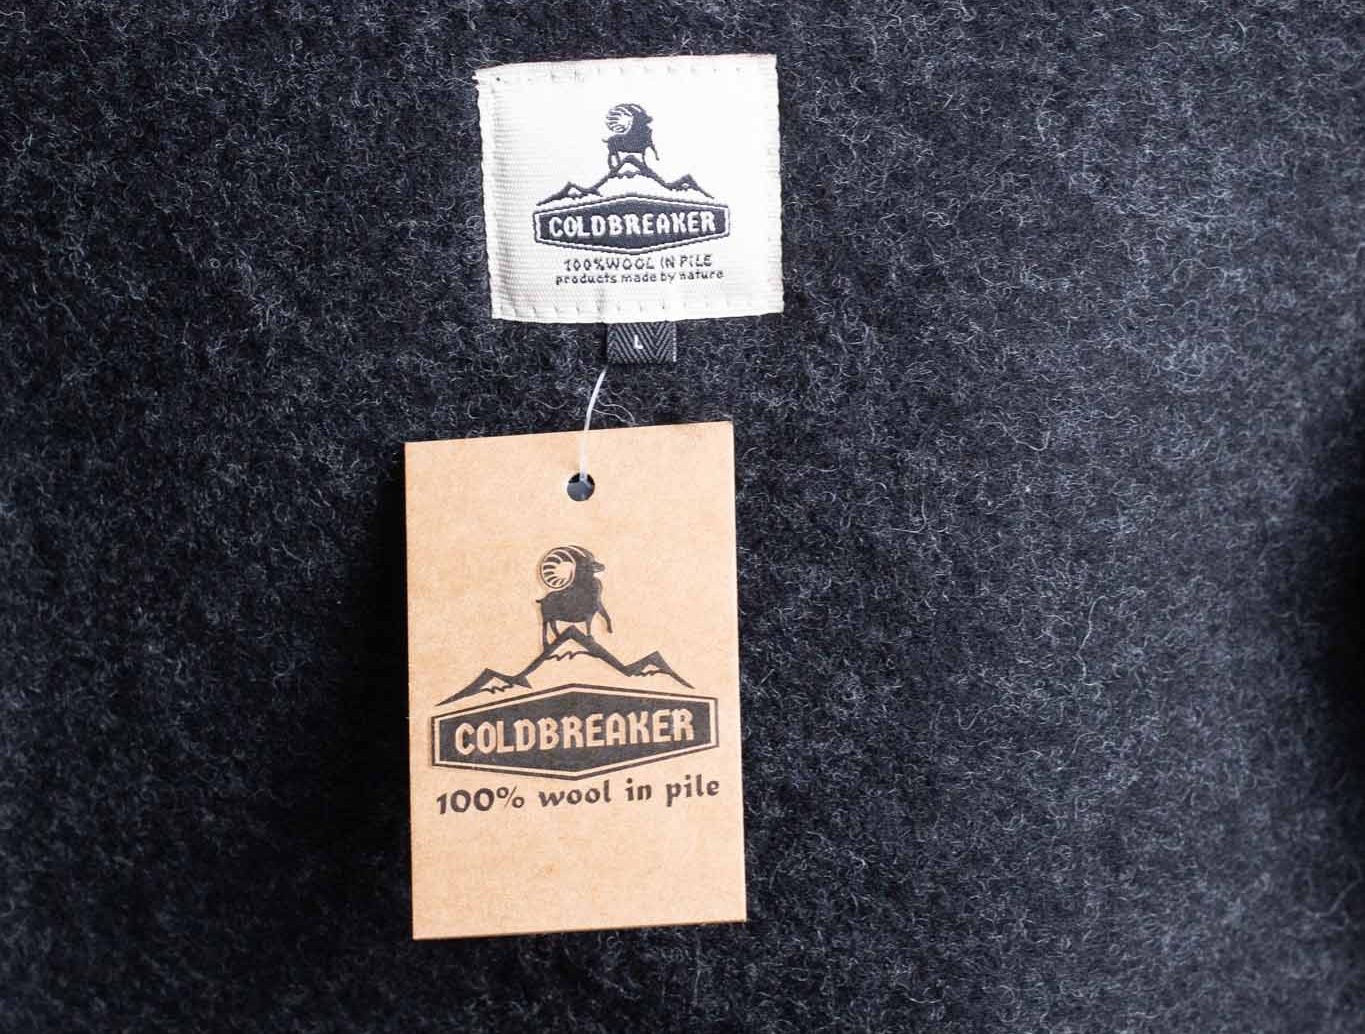 COLDBREAKER
100%WOOL IN PILE
products made by nature
L
COLDBREAKER
100% wool in pile